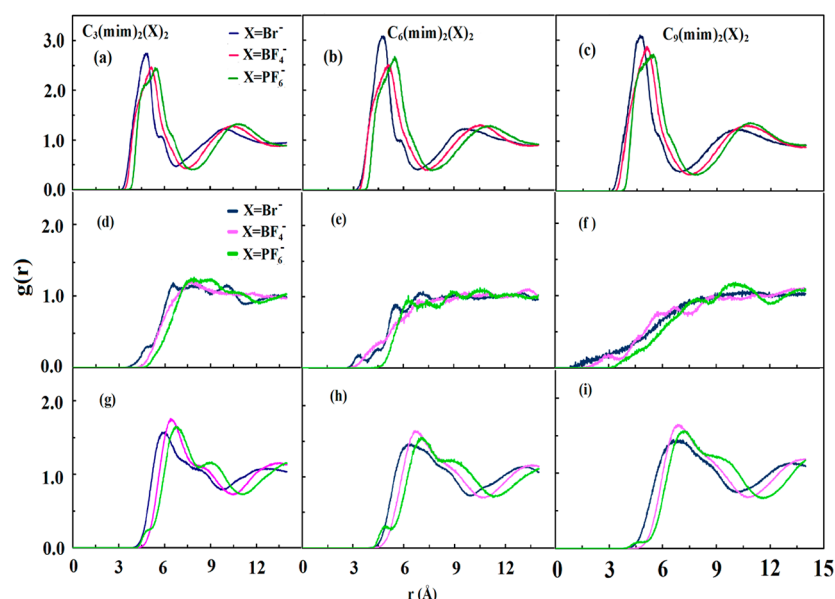 C₃(mim)₂(X)₂ C₆(mim)₂(X)₂ C₉(mim)₂(X)₂
(a) X=Br⁻ (b) (c)
X=BF₄⁻
X=PF₆⁻
3.0
2.0
1.0
0.0
(d) X=Br⁻ (e) (f )
X=BF₄⁻
X=PF₆⁻
2.0
1.0
0.0
g(r)
(g) (h) (i)
2.0
1.0
0.0
0 3 6 9 12 0 3 6 9 12 0 3 6 9 12 15
r (Å)